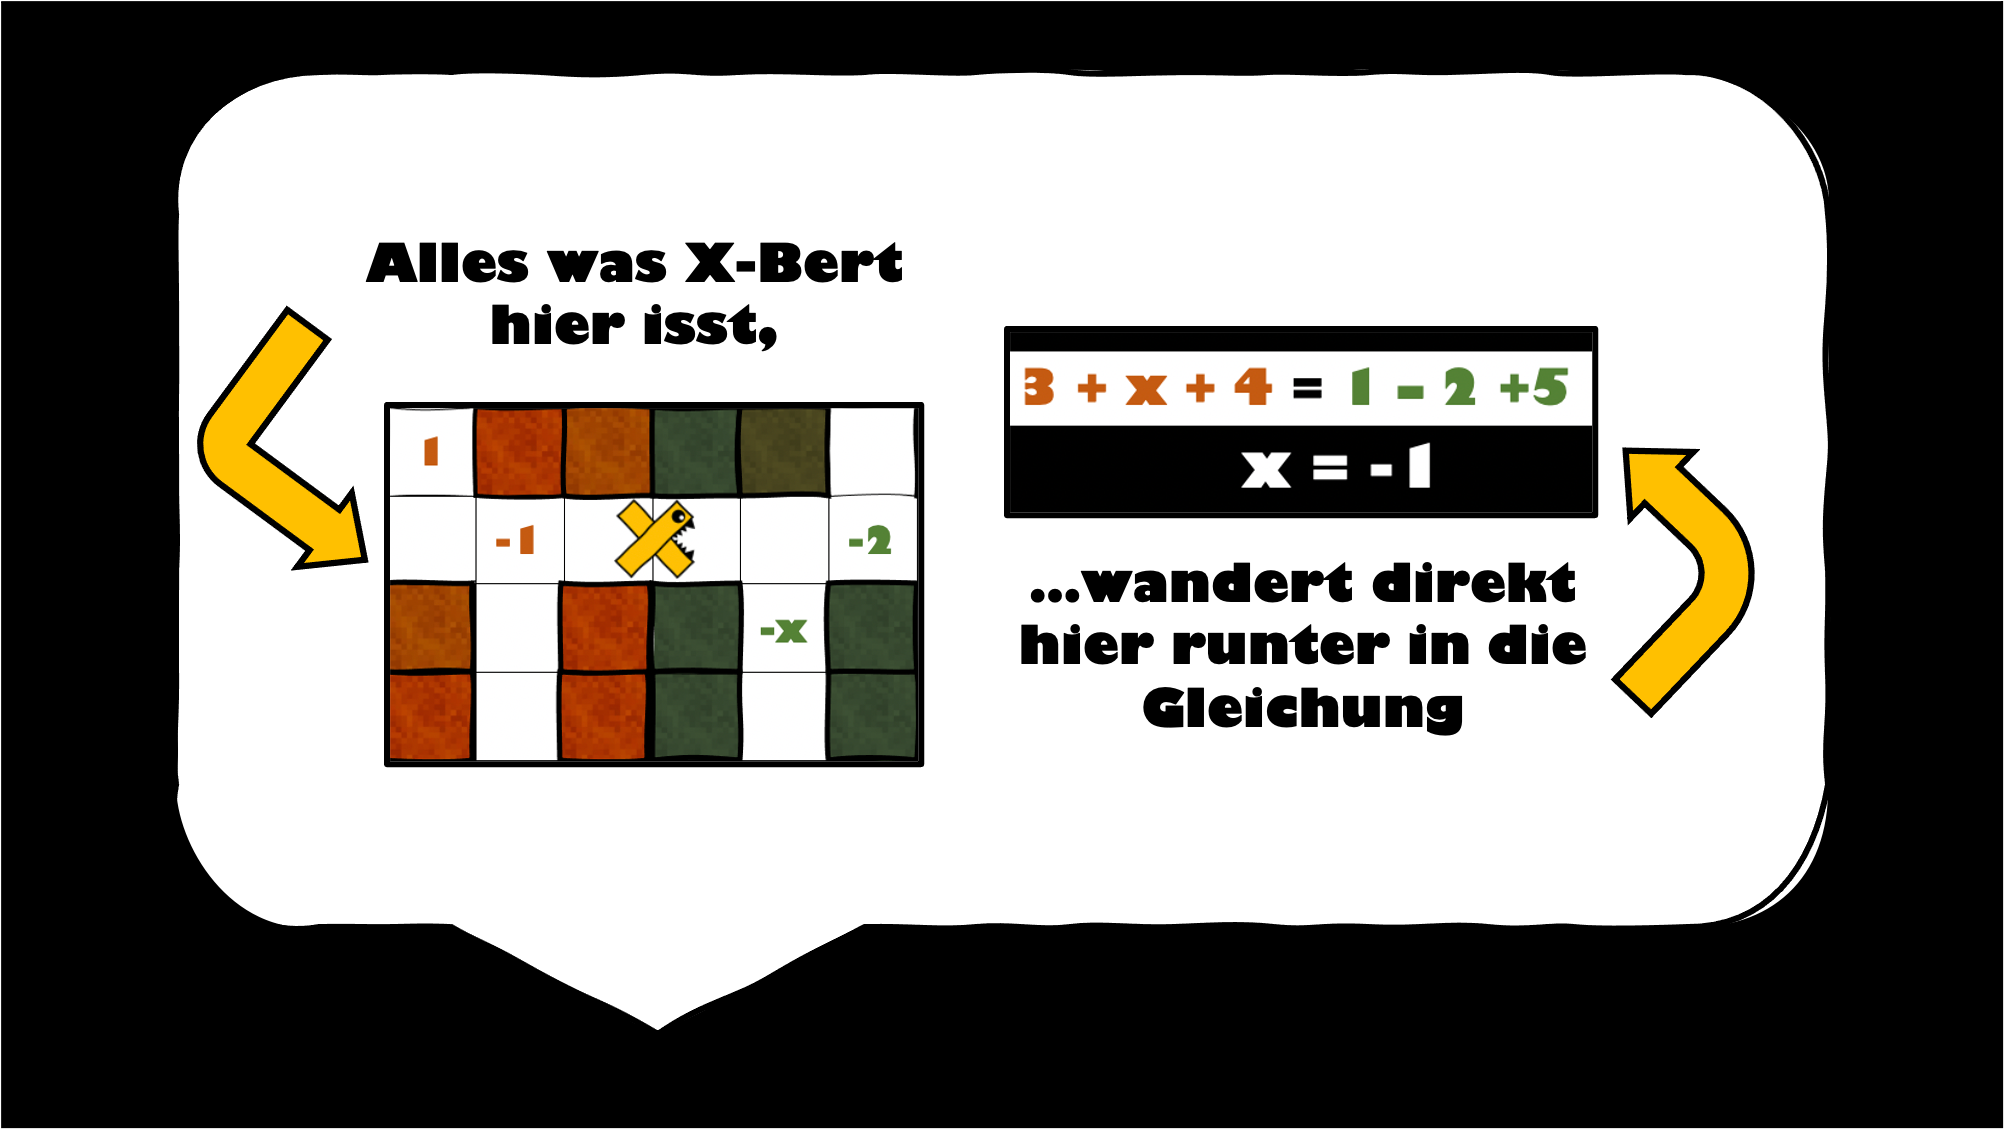 Alles was X-Bert
hier isst,
1
-1
-2
-x
3 + x + 4 = 1 - 2 +5
x = -1
...wandert direkt
hier runter in die
Gleichung